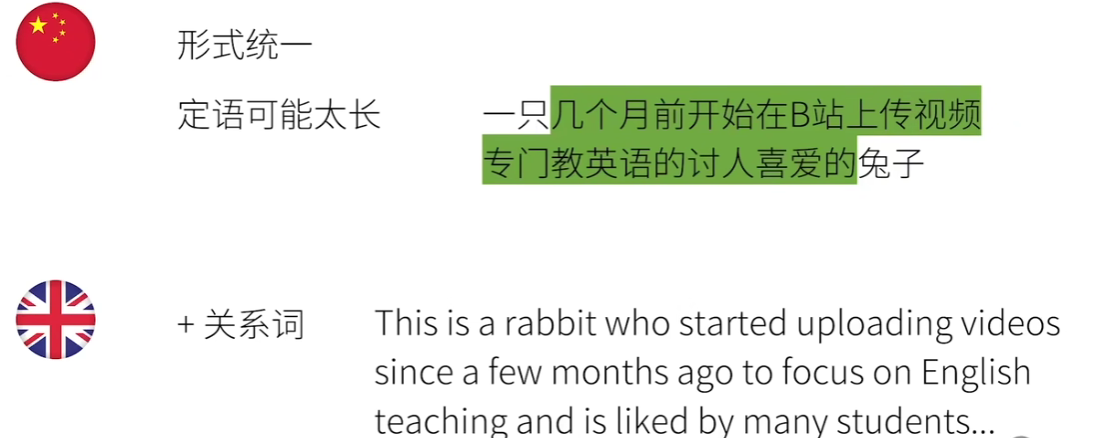 形式统一
定语可能太长
一只几个月前开始在B站上传视频
专门教英语的讨人喜爱的兔子
+ 关系词
This is a rabbit who started uploading videos
since a few months ago to focus on English
teaching and is liked by many students...